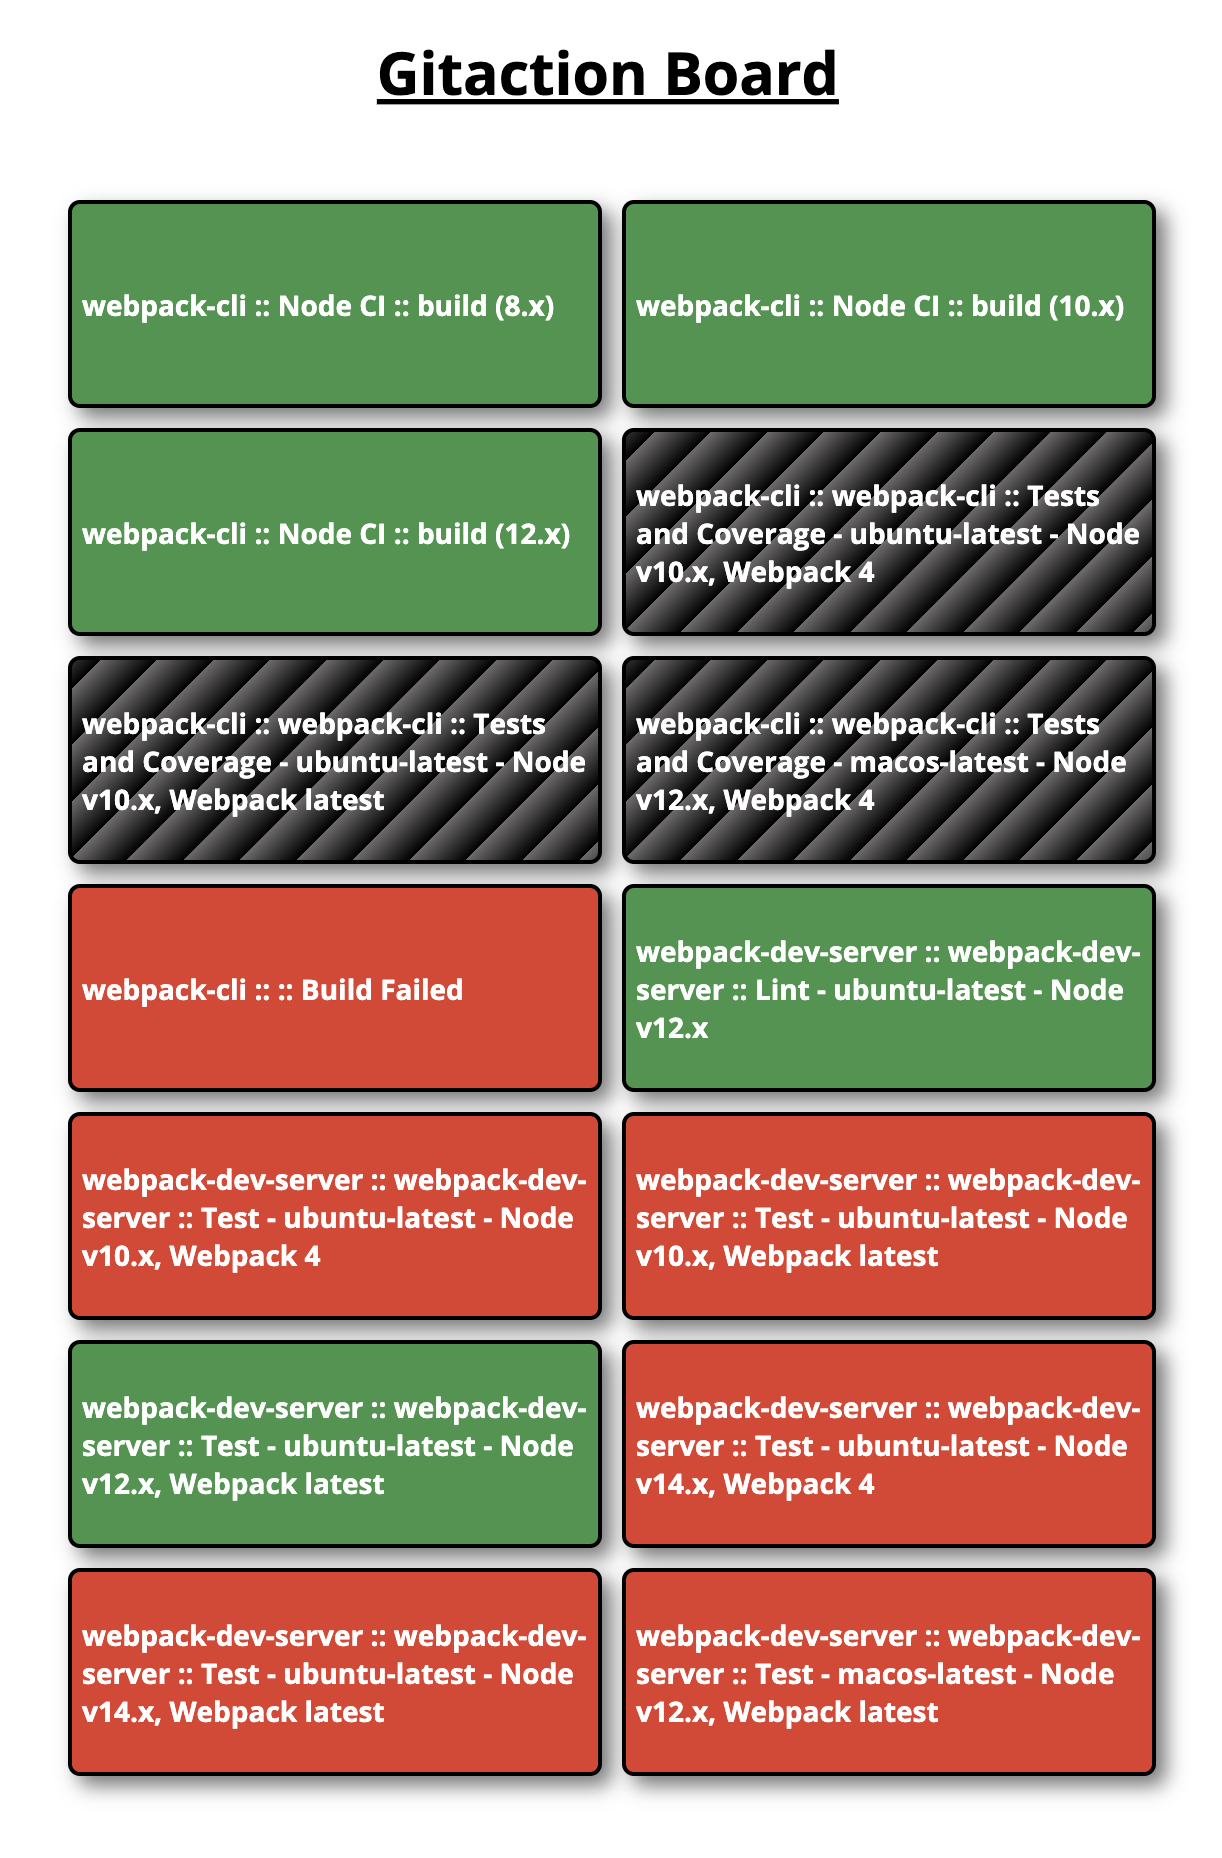 Gitaction Board
webpack-cli :: Node CI :: build (8.x)
webpack-cli :: Node CI :: build (10.x)
webpack-cli :: Node CI :: build (12.x)
webpack-cli :: webpack-cli :: Tests
and Coverage - ubuntu-latest - Node
v10.x, Webpack 4
webpack-cli :: webpack-cli :: Tests
and Coverage - ubuntu-latest - Node
v10.x, Webpack latest
webpack-cli :: webpack-cli :: Tests
and Coverage - macos-latest - Node
v12.x, Webpack 4
webpack-cli :: :: Build Failed
webpack-dev-server :: webpack-dev-
server :: Lint - ubuntu-latest - Node
v12.x
webpack-dev-server :: webpack-dev-
server :: Test - ubuntu-latest - Node
v10.x, Webpack 4
webpack-dev-server :: webpack-dev-
server :: Test - ubuntu-latest - Node
v10.x, Webpack latest
webpack-dev-server :: webpack-dev-
server :: Test - ubuntu-latest - Node
v12.x, Webpack latest
webpack-dev-server :: webpack-dev-
server :: Test - ubuntu-latest - Node
v14.x, Webpack 4
webpack-dev-server :: webpack-dev-
server :: Test - ubuntu-latest - Node
v14.x, Webpack latest
webpack-dev-server :: webpack-dev-
server :: Test - macos-latest - Node
v12.x, Webpack latest